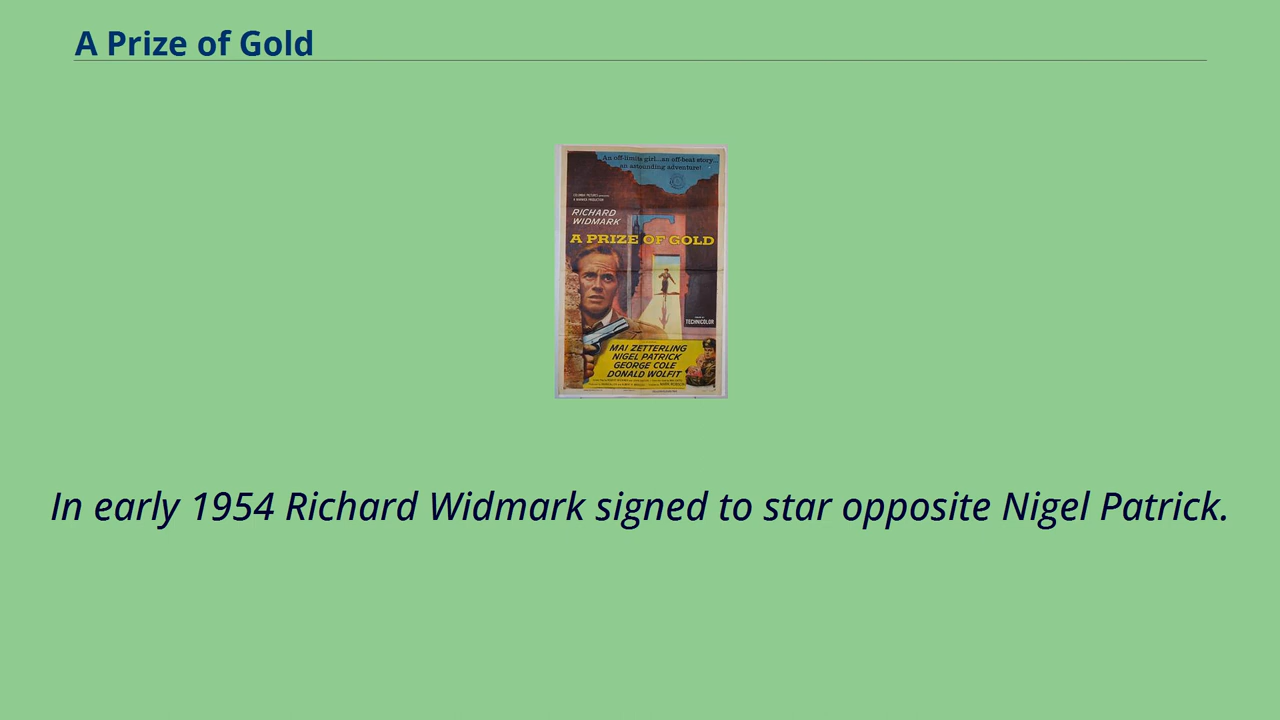 A Prize of Gold
An off-limits girl...an off-beat story...
an astounding adventure!
RICHARD
WIDMARK
A PRIZE OF GOLD
TECHNICOLOR
MAI ZETTERLING
NIGEL PATRICK
GEORGE COLE
DONALD WOLFIT
In early 1954 Richard Widmark signed to star opposite Nigel Patrick.